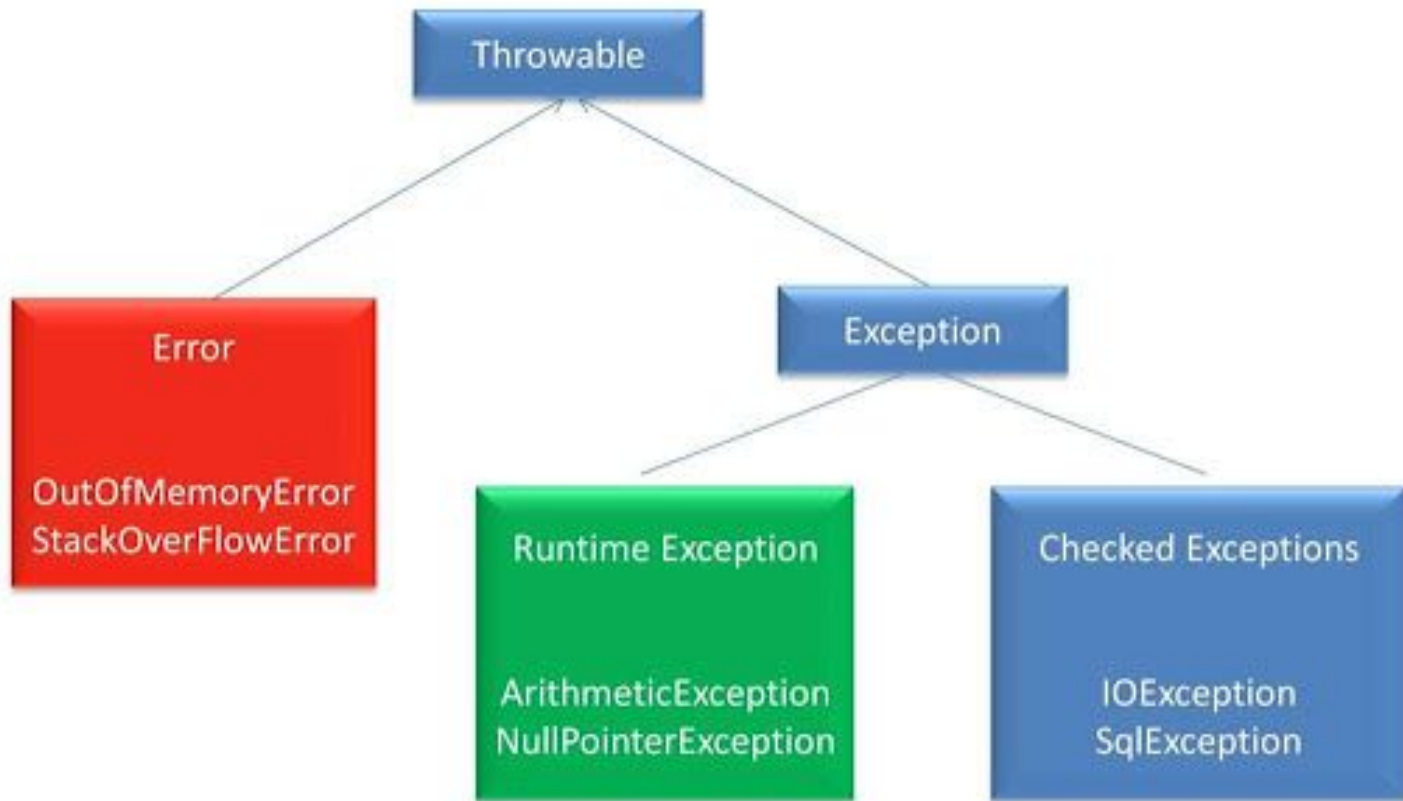 Throwable
Error
OutOfMemoryError
StackOverFlowError
Exception
Runtime Exception
ArithmeticException
NullPointerException
Checked Exceptions
IOException
SqlException